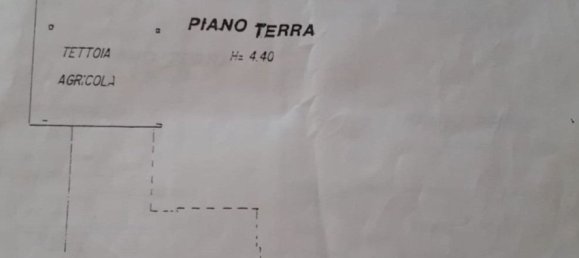 PIANO TERRA
H= 4.40
TETTOIA
AGRICOLA